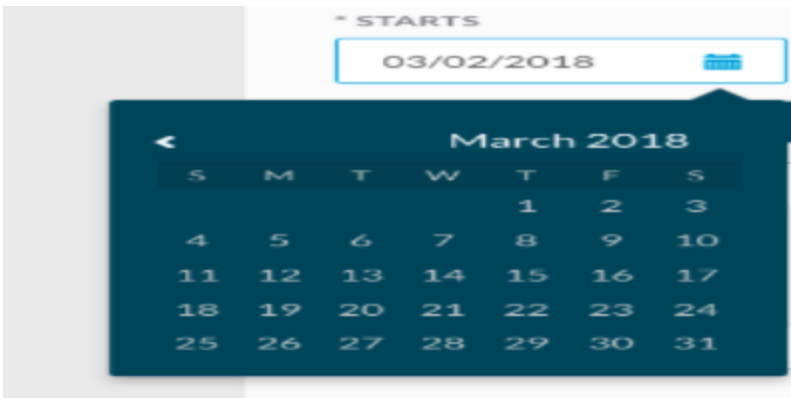 * STARTS
03/02/2018
< March 2018
S M T W T F S
1 2 3
4 5 6 7 8 9 10
11 12 13 14 15 16 17
18 19 20 21 22 23 24
25 26 27 28 29 30 31